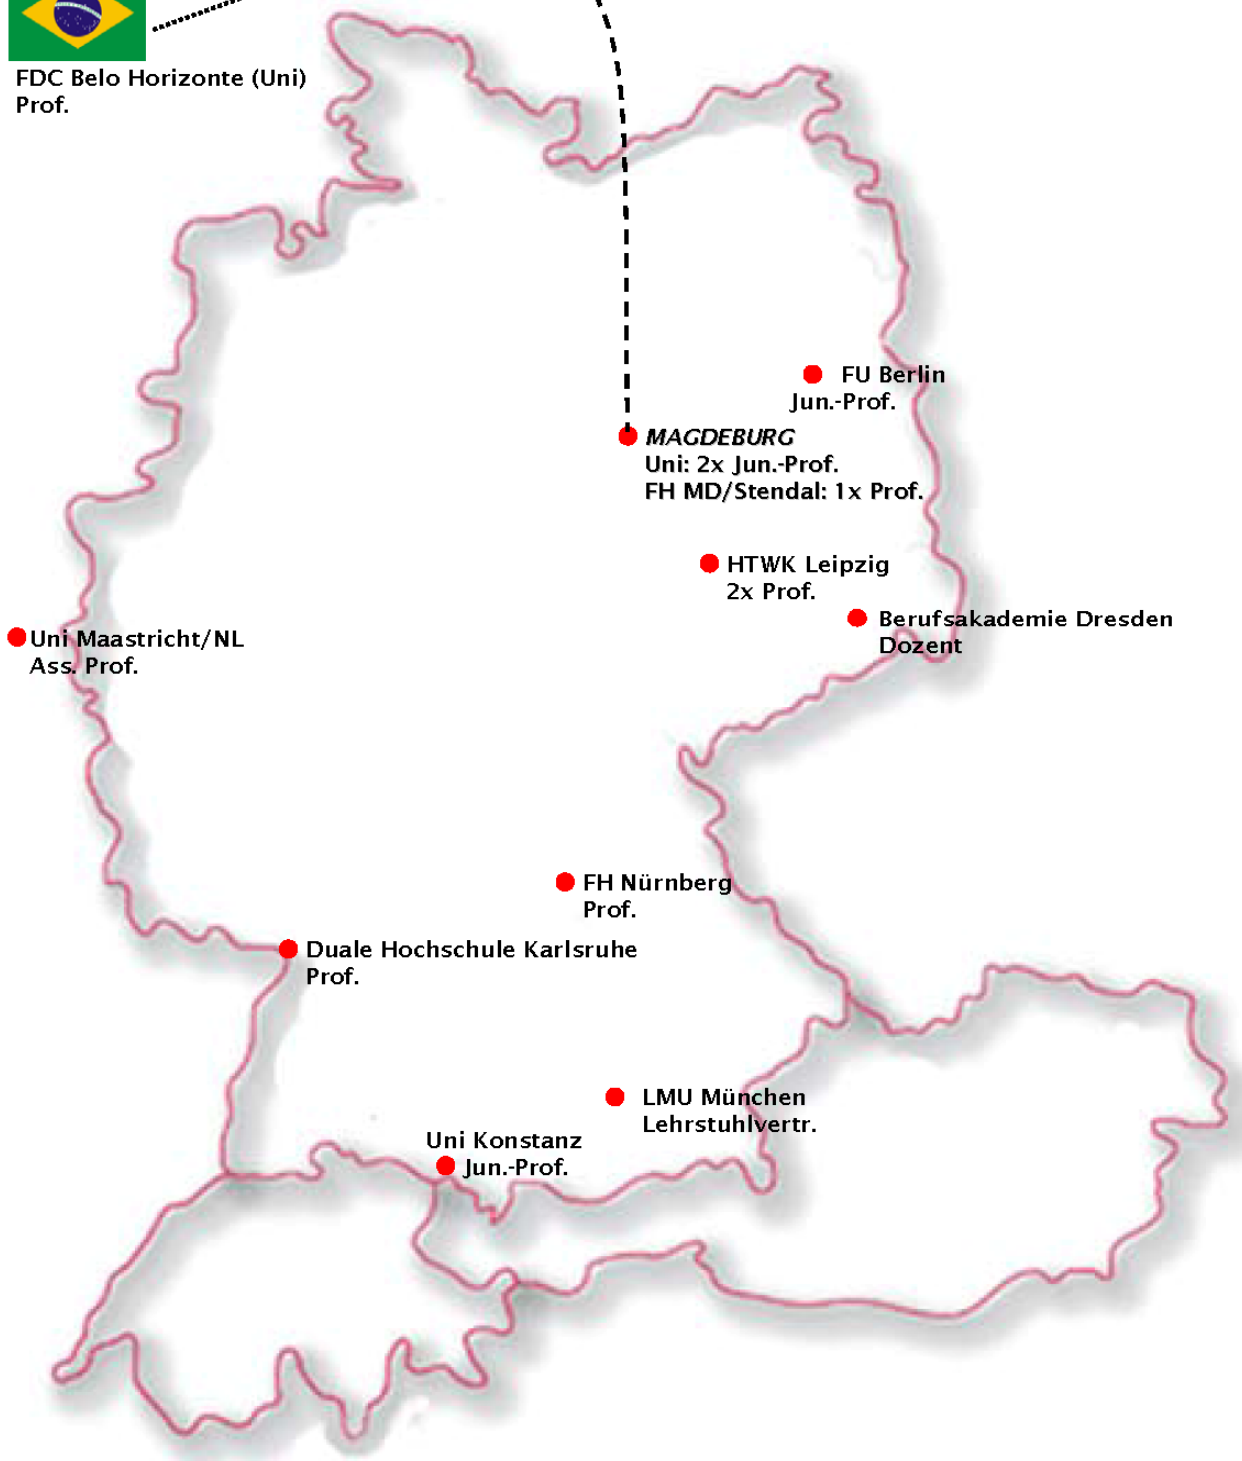 FDC Belo Horizonte (Uni)
Prof.
FU Berlin
Jun.-Prof.
MAGDEBURG
Uni: 2x Jun.-Prof.
FH MD/Stendal: 1x Prof.
HTWK Leipzig
2x Prof.
Berufsakademie Dresden
Dozent
Uni Maastricht/NL
Ass. Prof.
FH Nürnberg
Prof.
Duale Hochschule Karlsruhe
Prof.
LMU München
Lehrstuhlvertr.
Uni Konstanz
Jun.-Prof.